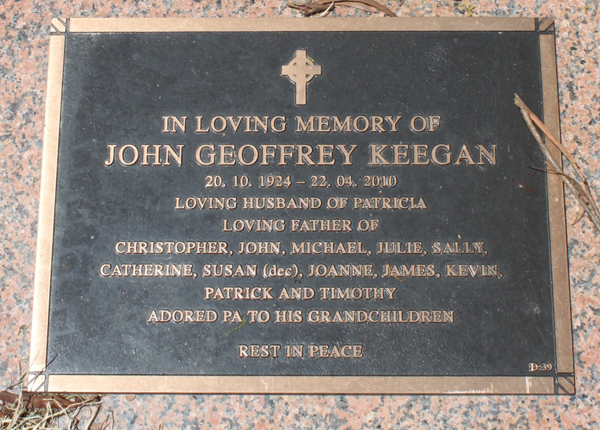 IN LOVING MEMORY OF
JOHN GEOFFREY KEEGAN
20. 10. 1924 – 22. 04. 2010
LOVING HUSBAND OF PATRICIA
LOVING FATHER OF
CHRISTOPHER, JOHN, MICHAEL, JULIE, SALLY,
CATHERINE, SUSAN (dec), JOANNE, JAMES, KEVIN,
PATRICK AND TIMOTHY
ADORED PA TO HIS GRANDCHILDREN
REST IN PEACE
D:39